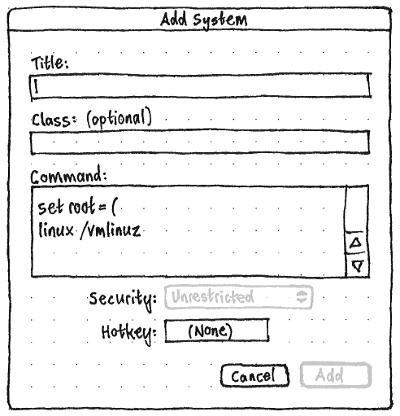 Add System
Title:
Class: (optional)
Command:
set root=(
linux /vmlinuz
Security: Unrestricted
Hotkey: (None)
Cancel Add